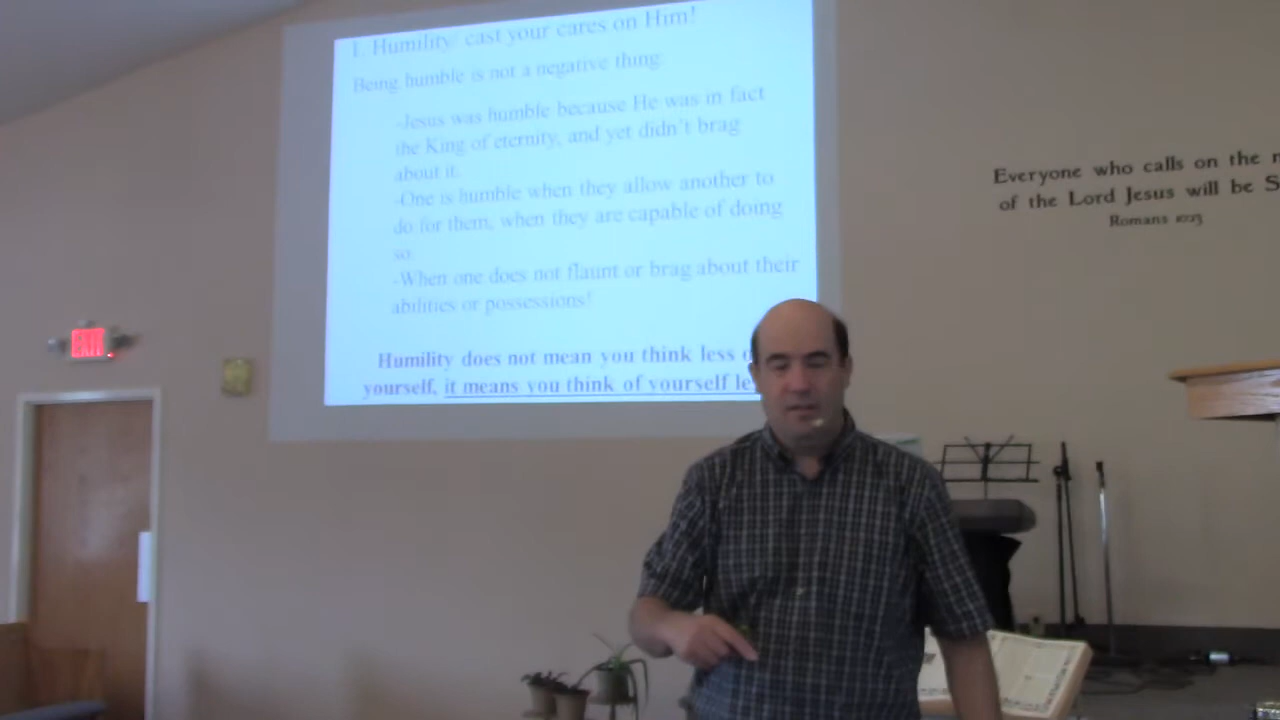 1. Humility: cast your cares on Him!
Being humble is not a negative thing.
-Jesus was humble because He was in fact
the King of eternity, and yet didn't brag
about it.
-One is humble when they allow another to
do for them, when they are capable of doing
so.
-When one does not flaunt or brag about their
abilities or possessions!
Humility does not mean you think less
yourself, it means you think of yourself
Everyone who calls on the
of the Lord Jesus will be
Romans 10:13
EXIT